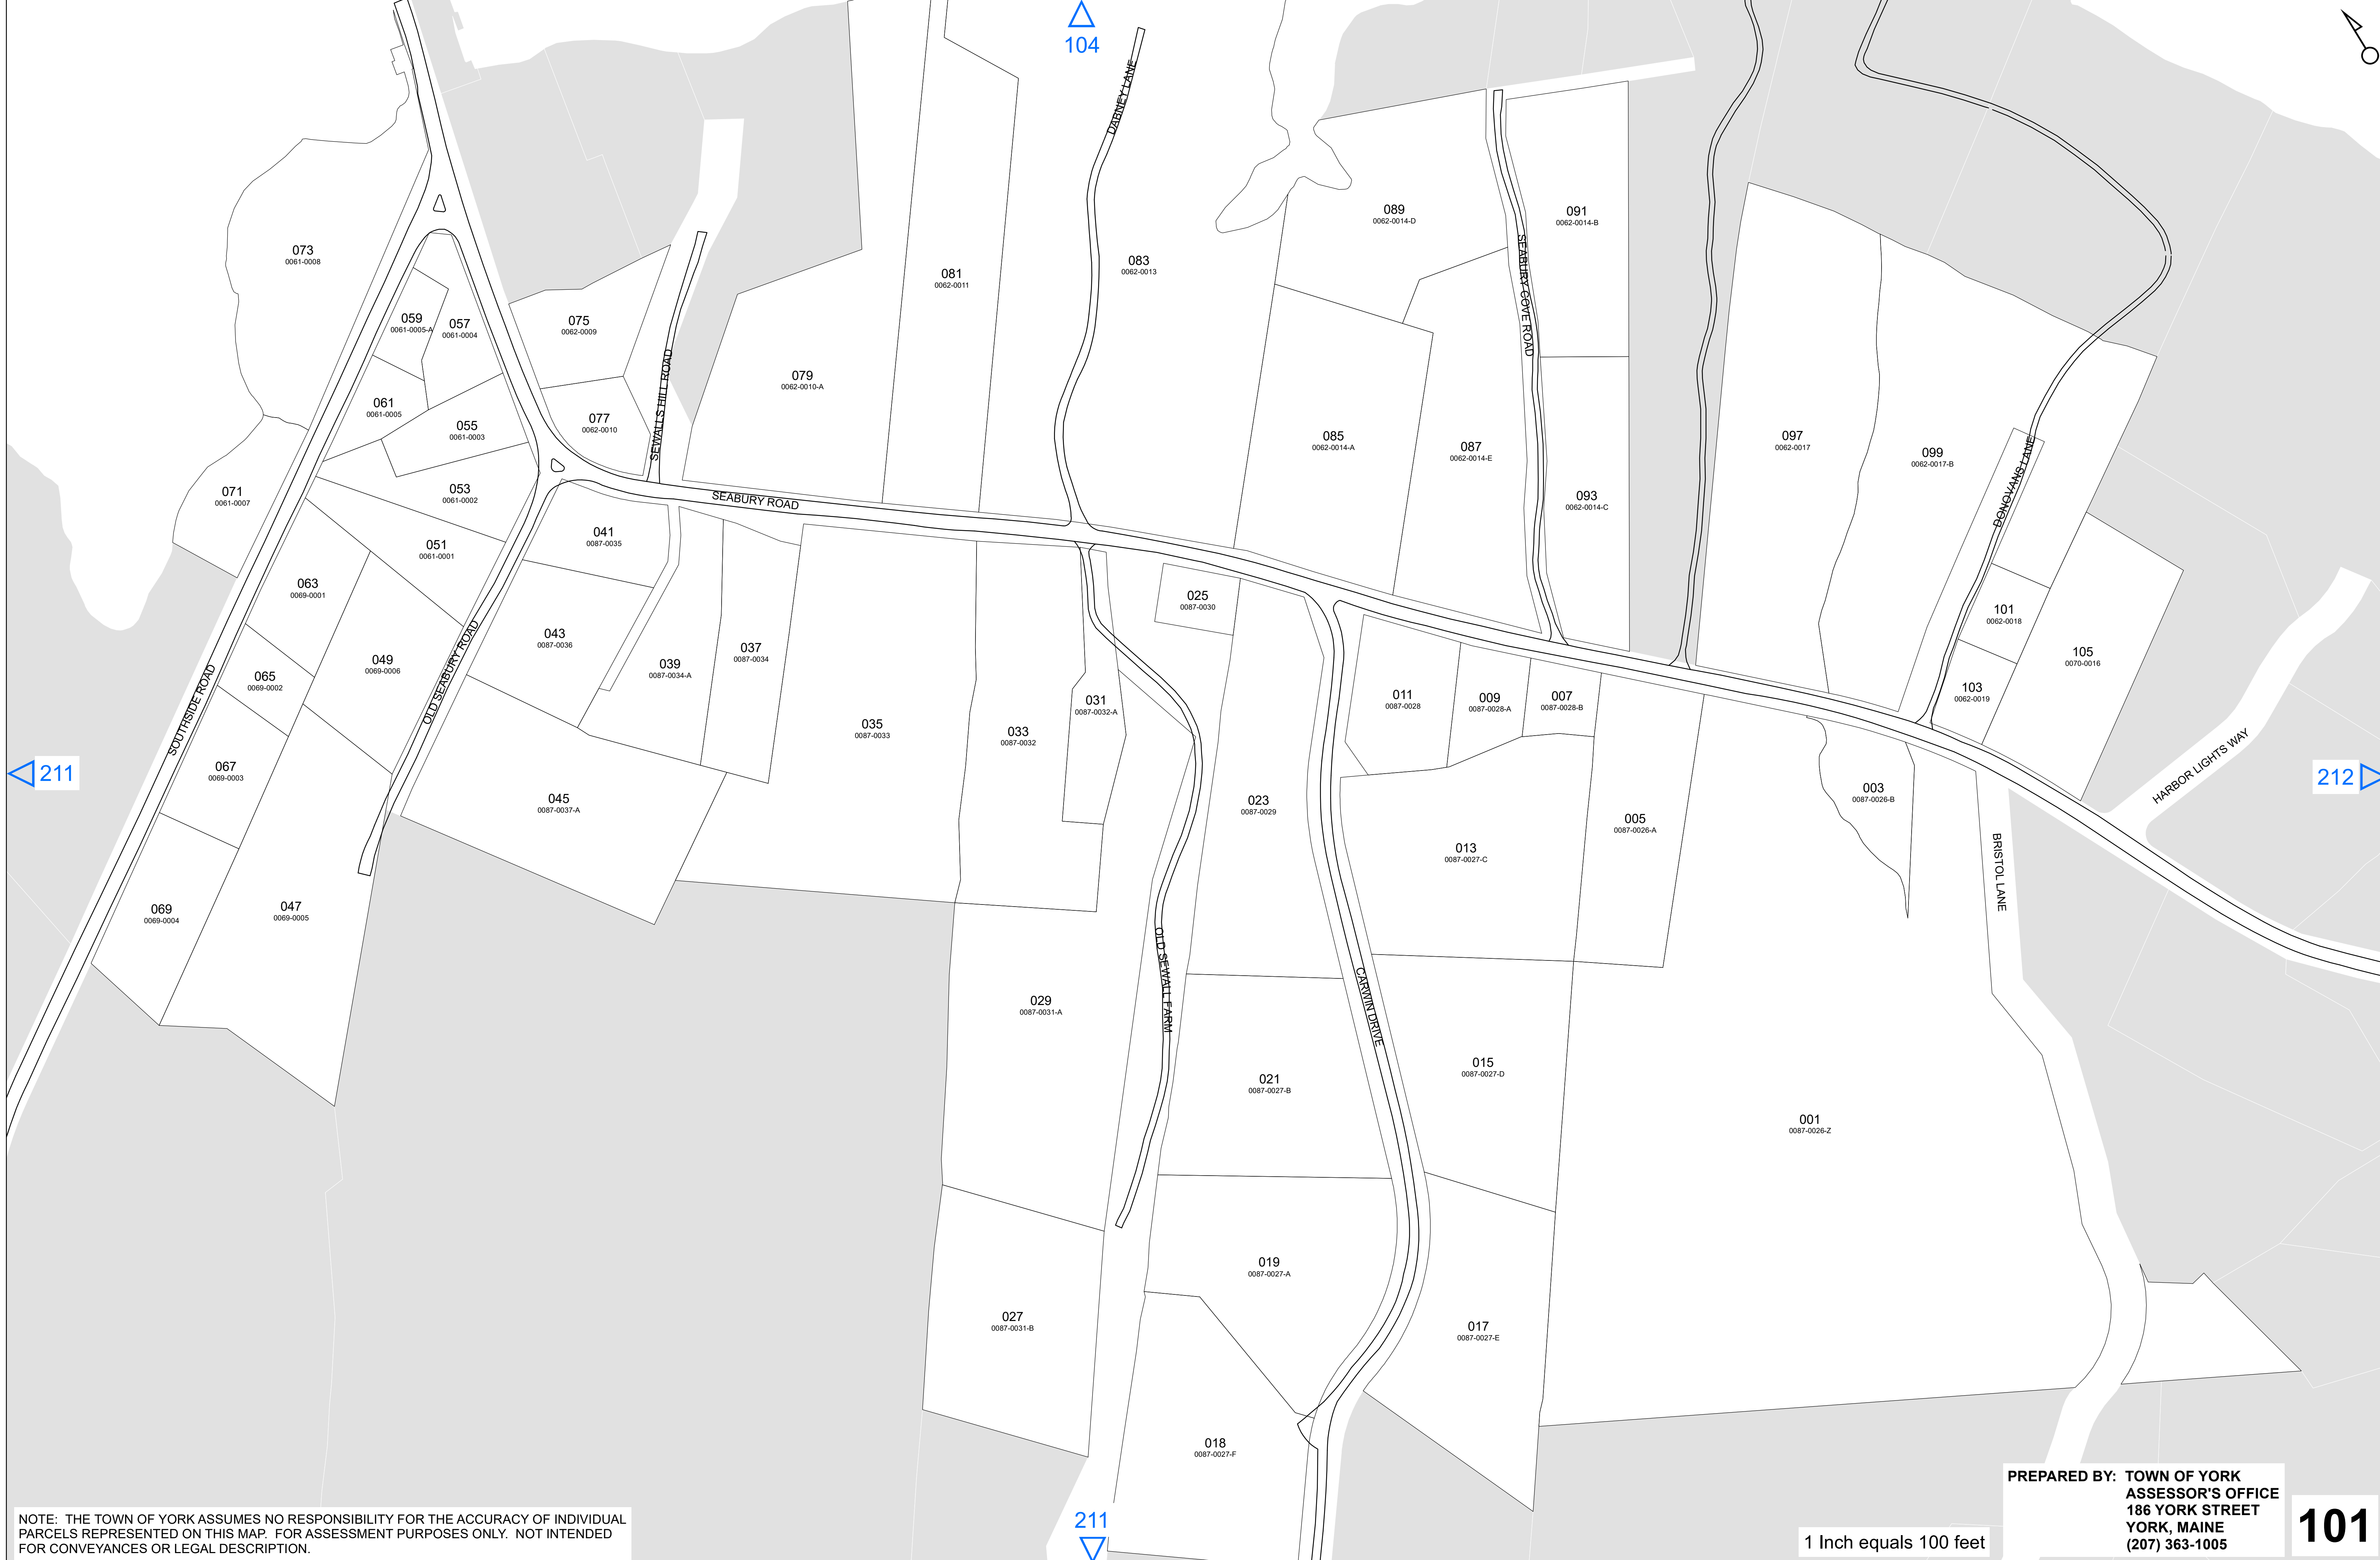 104
DABNEY LANE
089
0062-0014-D
091
0062-0014-B
073
0061-0008
083
0062-0013
081
0062-0011
SEABURY COVE ROAD
059
0061-0005-A
057
0061-0004
075
0062-0009
079
0062-0010-A
SEWALLS HILL ROAD
061
0061-0005
055
0061-0003
077
0062-0010
085
0062-0014-A
087
0062-0014-E
097
0062-0017
099
0062-0017-B
DONOVANS LANE
071
0061-0007
053
0061-0002
SEABURY ROAD
093
0062-0014-C
041
0087-0035
051
0061-0001
063
0069-0001
025
0087-0030
101
0062-0018
043
0087-0036
049
0069-0006
039
0087-0034-A
037
0087-0034
105
0070-0016
065
0069-0002
OLD SEABURY ROAD
SOUTHSIDE ROAD
031
0087-0032-A
011
0087-0028
009
0087-0028-A
007
0087-0028-B
103
0062-0019
035
0087-0033
033
0087-0032
HARBOR LIGHTS WAY
211
067
0069-0003
212
045
0087-0037-A
023
0087-0029
003
0087-0026-B
005
0087-0026-A
013
0087-0027-C
BRISTOL LANE
069
0069-0004
047
0069-0005
OLD SEWALL FARM
029
0087-0031-A
CARWIN DRIVE
015
0087-0027-D
021
0087-0027-B
001
0087-0026-Z
019
0087-0027-A
027
0087-0031-B
017
0087-0027-E
018
0087-0027-F
211
NOTE: THE TOWN OF YORK ASSUMES NO RESPONSIBILITY FOR THE ACCURACY OF INDIVIDUAL
PARCELS REPRESENTED ON THIS MAP. FOR ASSESSMENT PURPOSES ONLY. NOT INTENDED
FOR CONVEYANCES OR LEGAL DESCRIPTION.
1 Inch equals 100 feet
PREPARED BY: TOWN OF YORK
ASSESSOR'S OFFICE
186 YORK STREET
YORK, MAINE
(207) 363-1005
101